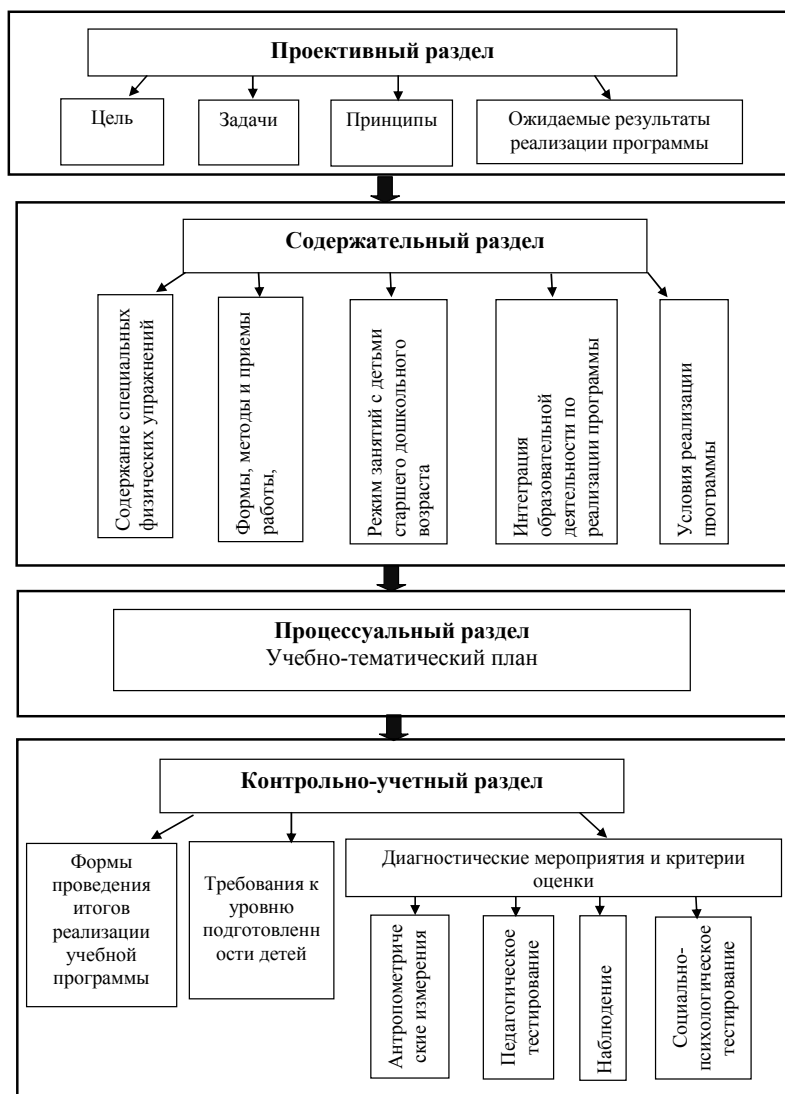 Проективный раздел
Цель
Задачи
Принципы
Ожидаемые результаты
реализации программы
Содержательный раздел
Содержание специальных
физических упражнений
Формы, методы и приемы
работы,
Режим занятий с детьми
старшего дошкольного
возраста
Интеграция
образовательной
деятельности по
реализации программы
Условия реализации
программы
Процессуальный раздел
Учебно-тематический план
Контрольно-учетный раздел
Формы
проведения
итогов
реализации
учебной
программы
Требования к
уровню
подготовленн
ости детей
Диагностические мероприятия и критерии
оценки
Антропометриче
ские измерения
Педагогическое
тестирование
Наблюдение
Социально-
психологическое
тестирование